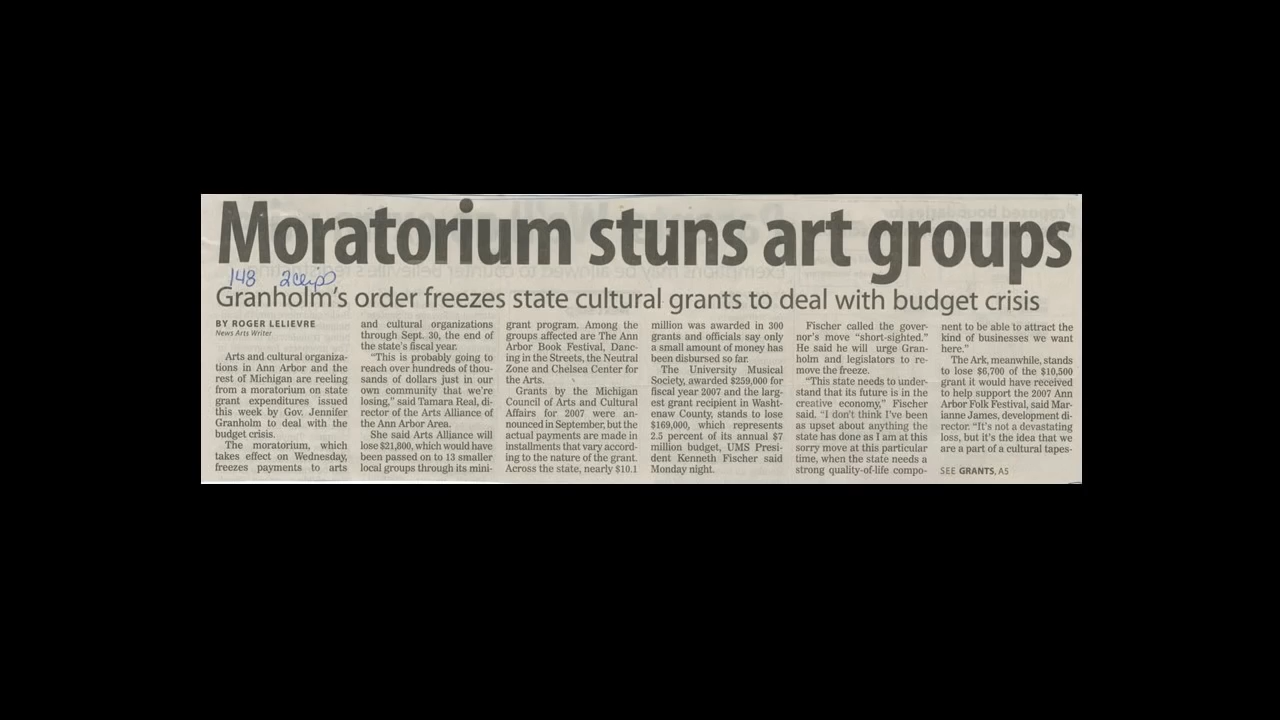 Moratorium stuns art groups
148 2 clips
Granholm's order freezes state cultural grants to deal with budget crisis
BY ROGER LELIEVRE
News Arts Writer
Arts and cultural organiza-
tions in Ann Arbor and the
rest of Michigan are reeling
from a moratorium on state
grant expenditures issued
this week by Gov. Jennifer
Granholm to deal with the
budget crisis.
The moratorium, which
takes effect on Wednesday,
freezes payments to arts
and cultural organizations
through Sept. 30, the end of
the state's fiscal year.
"This is probably going to
reach over hundreds of thou-
sands of dollars just in our
own community that we're
losing," said Tamara Real, di-
rector of the Arts Alliance of
the Ann Arbor Area.
She said Arts Alliance will
lose $21,800, which would have
been passed on to 13 smaller
local groups through its mini-
grant program. Among the
groups affected are The Ann
Arbor Book Festival, Danc-
ing in the Streets, the Neutral
Zone and Chelsea Center for
the Arts.
Grants by the Michigan
Council of Arts and Cultural
Affairs for 2007 were an-
nounced in September, but the
actual payments are made in
installments that vary accord-
ing to the nature of the grant.
Across the state, nearly $10.1
million was awarded in 300
grants and officials say only
a small amount of money has
been disbursed so far.
The University Musical
Society, awarded $259,000 for
fiscal year 2007 and the larg-
est grant recipient in Washt-
enaw County, stands to lose
$169,000, which represents
2.5 percent of its annual $7
million budget, UMS Presi-
dent Kenneth Fischer said
Monday night.
Fischer called the gover-
nor's move "short-sighted."
He said he will urge Gran-
holm and legislators to re-
move the freeze.
"This state needs to under-
stand that its future is in the
creative economy," Fischer
said. "I don't think I've been
as upset about anything the
state has done as I am at this
sorry move at this particular
time, when the state needs a
strong quality-of-life compo-
nent to be able to attract the
kind of businesses we want
here."
The Ark, meanwhile, stands
to lose $6,700 of the $10,500
grant it would have received
to help support the 2007 Ann
Arbor Folk Festival, said Mar-
ianne James, development di-
rector. "It's not a devastating
loss, but it's the idea that we
are a part of a cultural tapes-
SEE GRANTS, A5